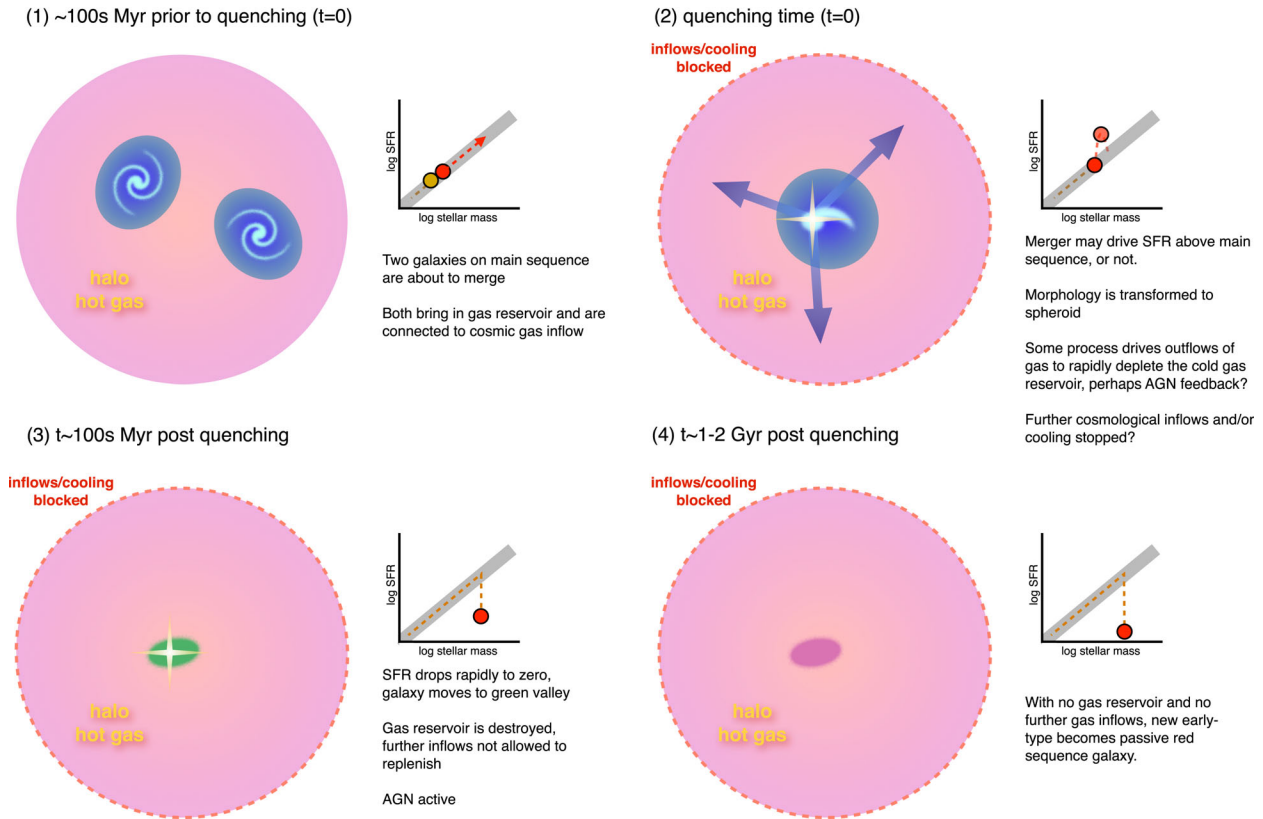 (1) ~100s Myr prior to quenching (t=0)
halo
hot gas
log SFR
log stellar mass
Two galaxies on main sequence
are about to merge
Both bring in gas reservoir and are
connected to cosmic gas inflow
(2) quenching time (t=0)
inflows/cooling
blocked
halo
hot gas
log SFR
log stellar mass
Merger may drive SFR above main
sequence, or not.
Morphology is transformed to
spheroid
Some process drives outflows of
gas to rapidly deplete the cold gas
reservoir, perhaps AGN feedback?
Further cosmological inflows and/or
cooling stopped?
(3) t~100s Myr post quenching
inflows/cooling
blocked
halo
hot gas
log SFR
log stellar mass
SFR drops rapidly to zero,
galaxy moves to green valley
Gas reservoir is destroyed,
further inflows not allowed to
replenish
AGN active
(4) t~1-2 Gyr post quenching
inflows/cooling
blocked
halo
hot gas
log SFR
log stellar mass
With no gas reservoir and no
further gas inflows, new early-
type becomes passive red
sequence galaxy.